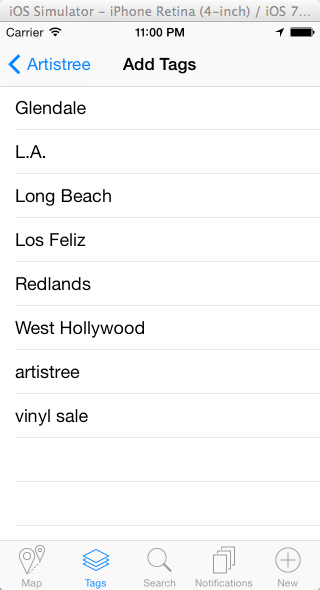 iOS Simulator – iPhone Retina (4-inch) / iOS 7...
Carrier 11:00 PM
Artistree Add Tags
Glendale
L.A.
Long Beach
Los Feliz
Redlands
West Hollywood
artistree
vinyl sale
Map Tags Search Notifications New